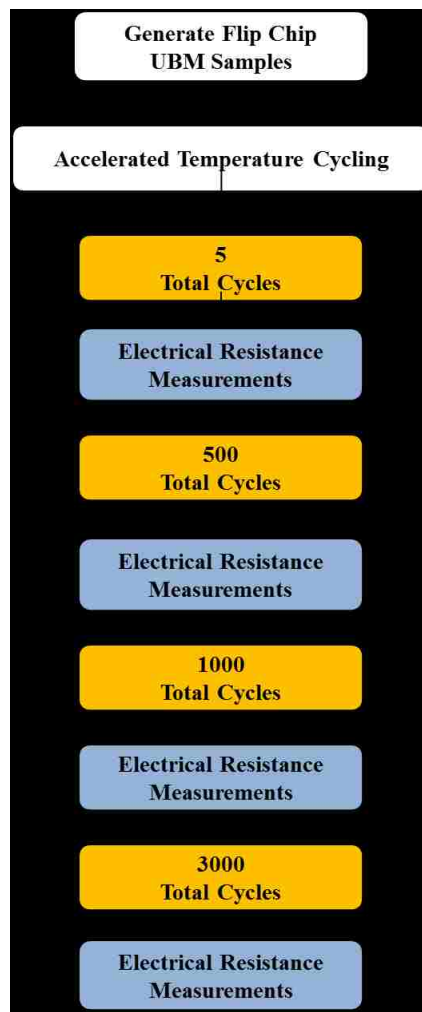 Generate Flip Chip
UBM Samples
Accelerated Temperature Cycling
5
Total Cycles
Electrical Resistance
Measurements
500
Total Cycles
Electrical Resistance
Measurements
1000
Total Cycles
Electrical Resistance
Measurements
3000
Total Cycles
Electrical Resistance
Measurements